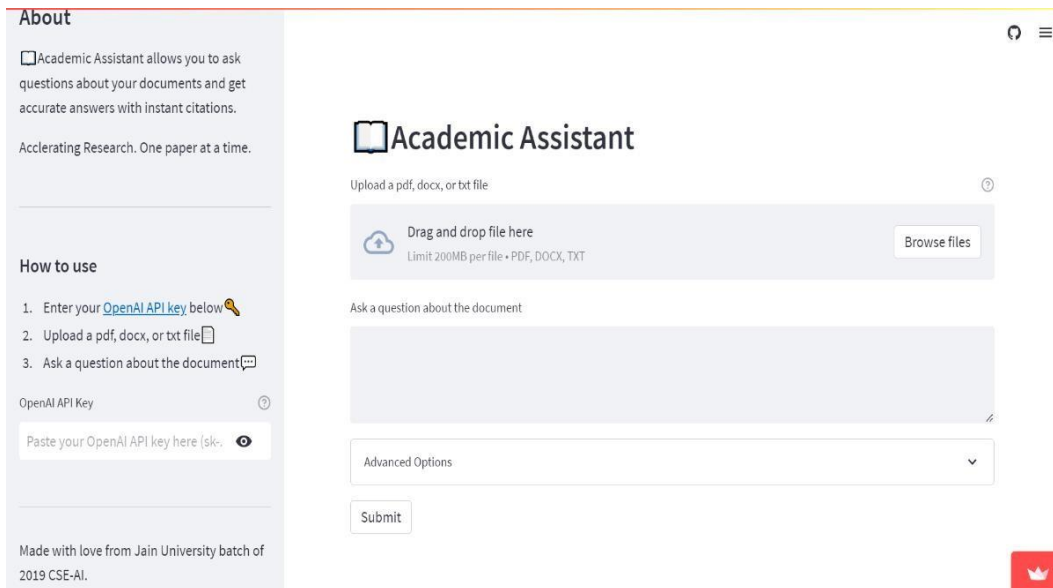 About
📖Academic Assistant allows you to ask
questions about your documents and get
accurate answers with instant citations.
Acclerating Research. One paper at a time.
How to use
1. Enter your OpenAI API key below🔑
2. Upload a pdf, docx, or txt file📄
3. Ask a question about the document💬
OpenAI API Key
Paste your OpenAI API key here (sk-.
Made with love from Jain University batch of
2019 CSE-AI.
📖Academic Assistant
Upload a pdf, docx, or txt file
Drag and drop file here
Limit 200MB per file • PDF, DOCX, TXT
Browse files
Ask a question about the document
Advanced Options
Submit